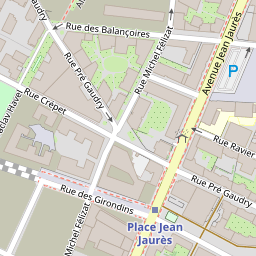 Rue des Balançoires
Gaudry
Rue Pré Gaudry
Rue Michel Félizat
Avenue Jean Jaurès
P
Rue Crépet
Rue Ravier
Rue Pré Gaudry
Rue des Girondins
Michel Félizat
Place Jean
Jaurès